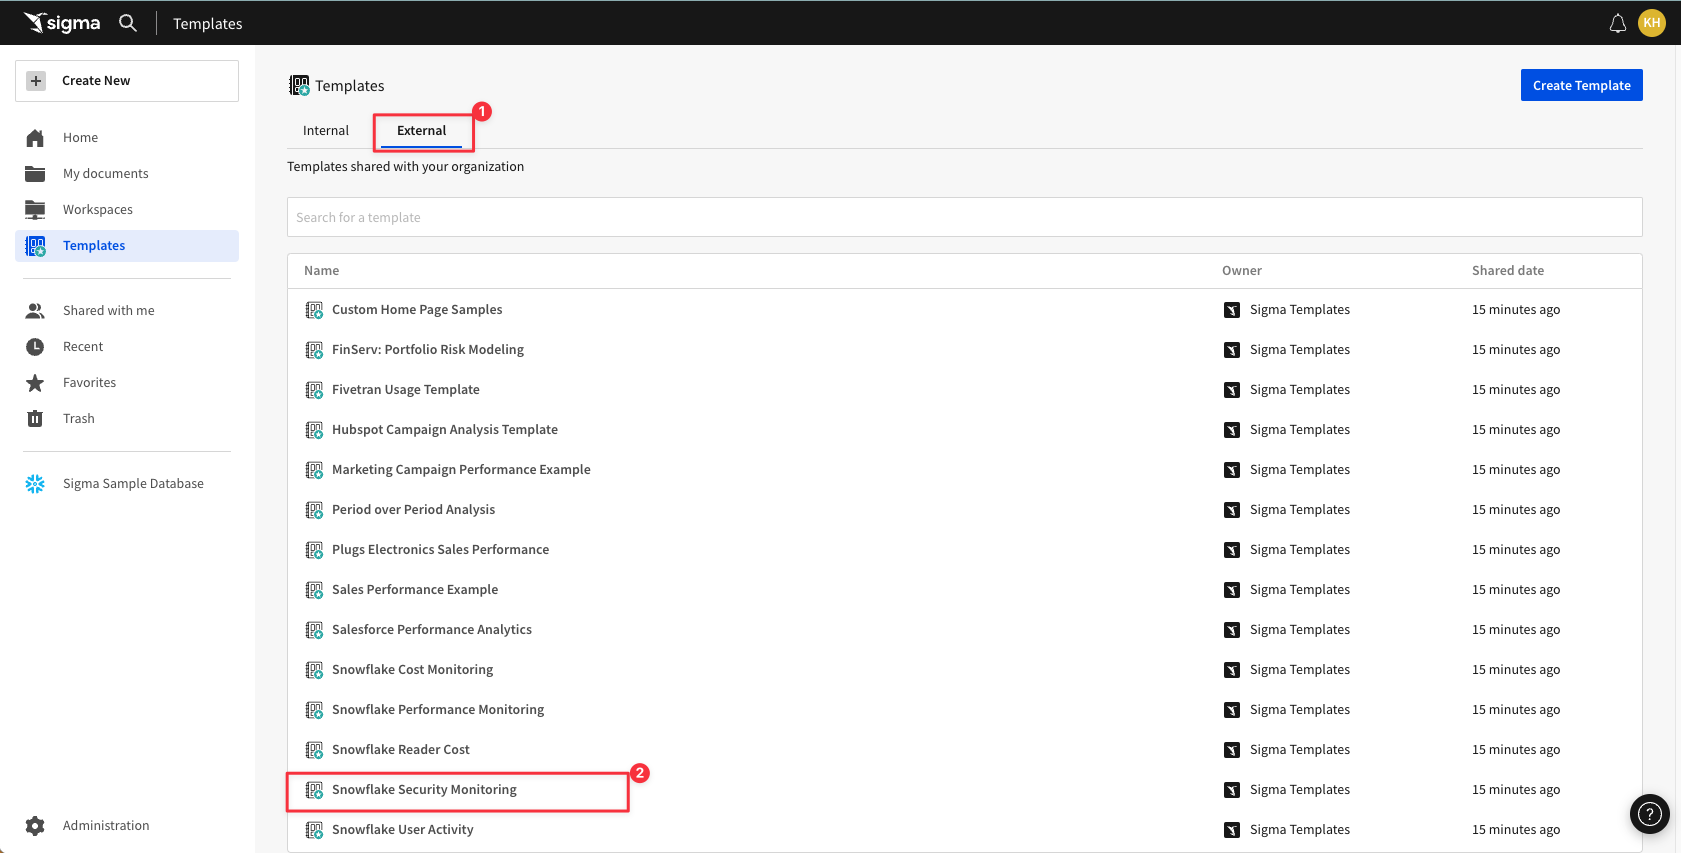 sigma
Templates
KH
Create New
Home
My documents
Workspaces
Templates
Shared with me
Recent
Favorites
Trash
Sigma Sample Database
Administration
Templates
Create Template
Internal
External
1
Templates shared with your organization
Search for a template
Name Owner Shared date
Custom Home Page Samples Sigma Templates 15 minutes ago
FinServ: Portfolio Risk Modeling Sigma Templates 15 minutes ago
Fivetran Usage Template Sigma Templates 15 minutes ago
Hubspot Campaign Analysis Template Sigma Templates 15 minutes ago
Marketing Campaign Performance Example Sigma Templates 15 minutes ago
Period over Period Analysis Sigma Templates 15 minutes ago
Plugs Electronics Sales Performance Sigma Templates 15 minutes ago
Sales Performance Example Sigma Templates 15 minutes ago
Salesforce Performance Analytics Sigma Templates 15 minutes ago
Snowflake Cost Monitoring Sigma Templates 15 minutes ago
Snowflake Performance Monitoring Sigma Templates 15 minutes ago
Snowflake Reader Cost Sigma Templates 15 minutes ago
2
Snowflake Security Monitoring Sigma Templates 15 minutes ago
Snowflake User Activity Sigma Templates 15 minutes ago
?